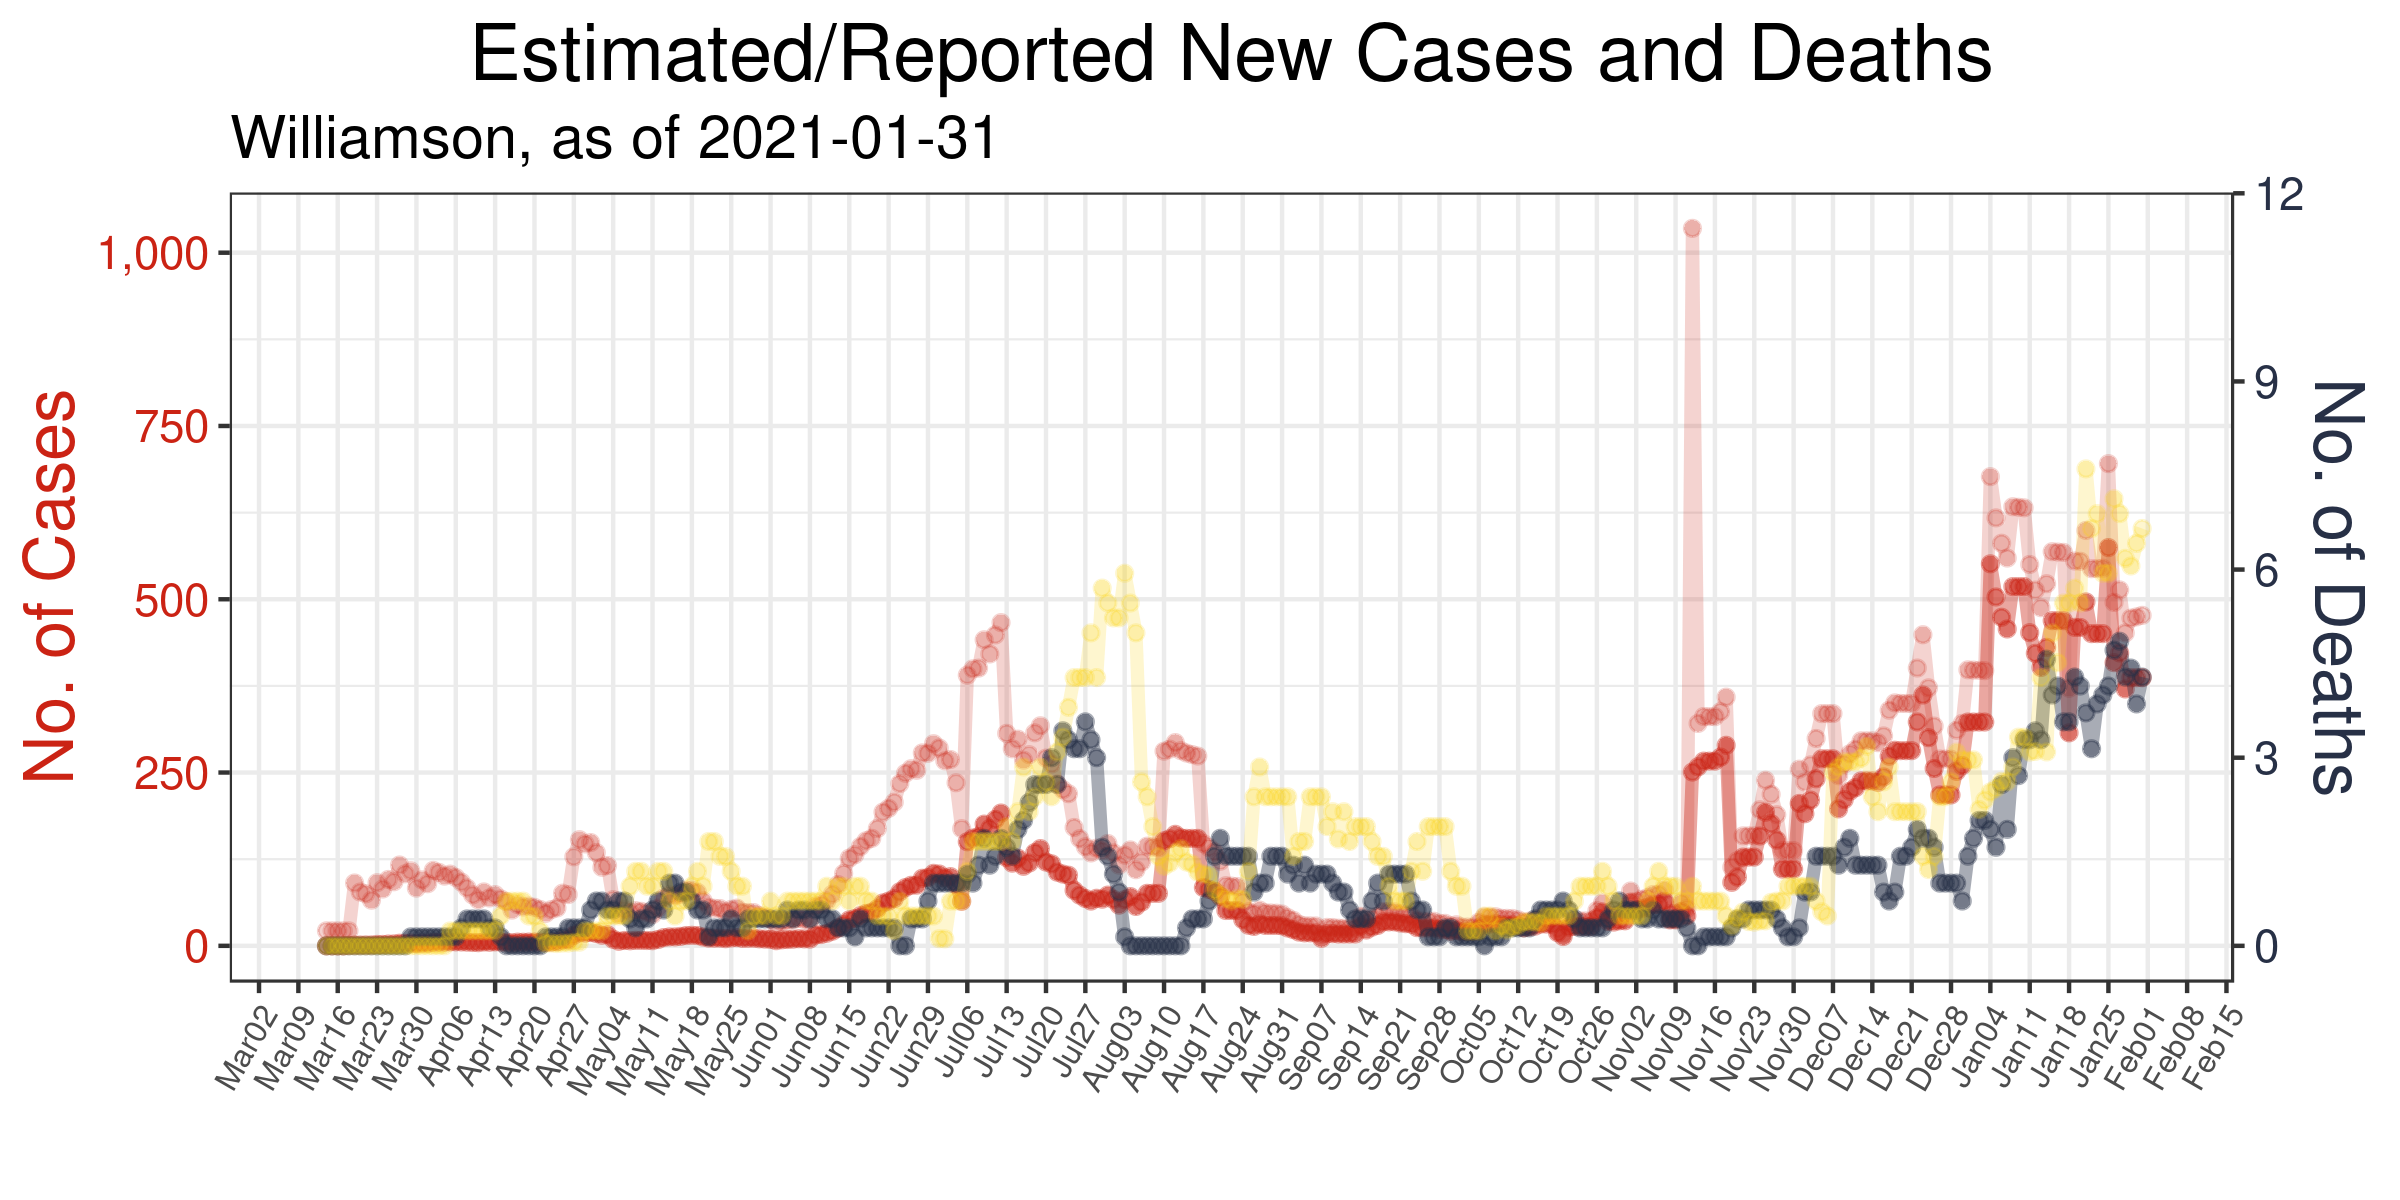 Estimated/Reported New Cases and Deaths
Williamson, as of 2021-01-31
No. of Cases
1,000
750
500
250
0
12
9
6
3
0
No. of Deaths
Mar02 Mar09 Mar16 Mar23 Mar30 Apr06 Apr13 Apr20 Apr27 May04 May11 May18 May25 Jun01 Jun08 Jun15 Jun22 Jun29 Jul06 Jul13 Jul20 Jul27 Aug03 Aug10 Aug17 Aug24 Aug31 Sep07 Sep14 Sep21 Sep28 Oct05 Oct12 Oct19 Oct26 Nov02 Nov09 Nov16 Nov23 Nov30 Dec07 Dec14 Dec21 Dec28 Jan04 Jan11 Jan18 Jan25 Feb01 Feb08 Feb15